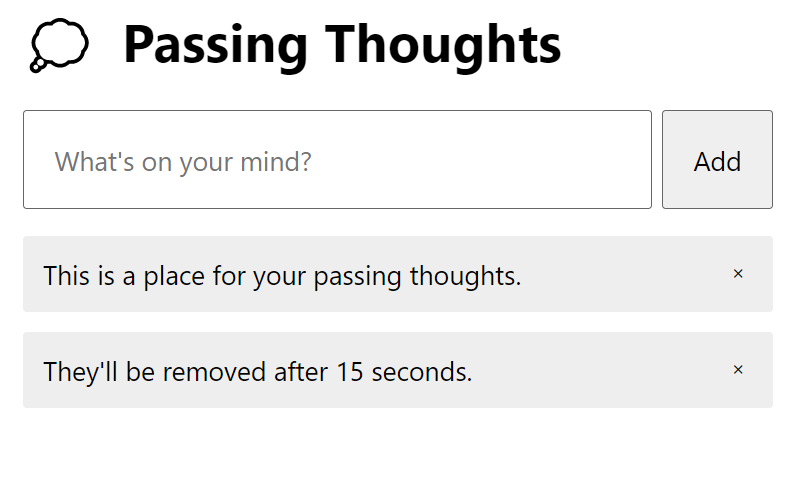 Passing Thoughts
What's on your mind?
Add
This is a place for your passing thoughts.
×
They'll be removed after 15 seconds.
×